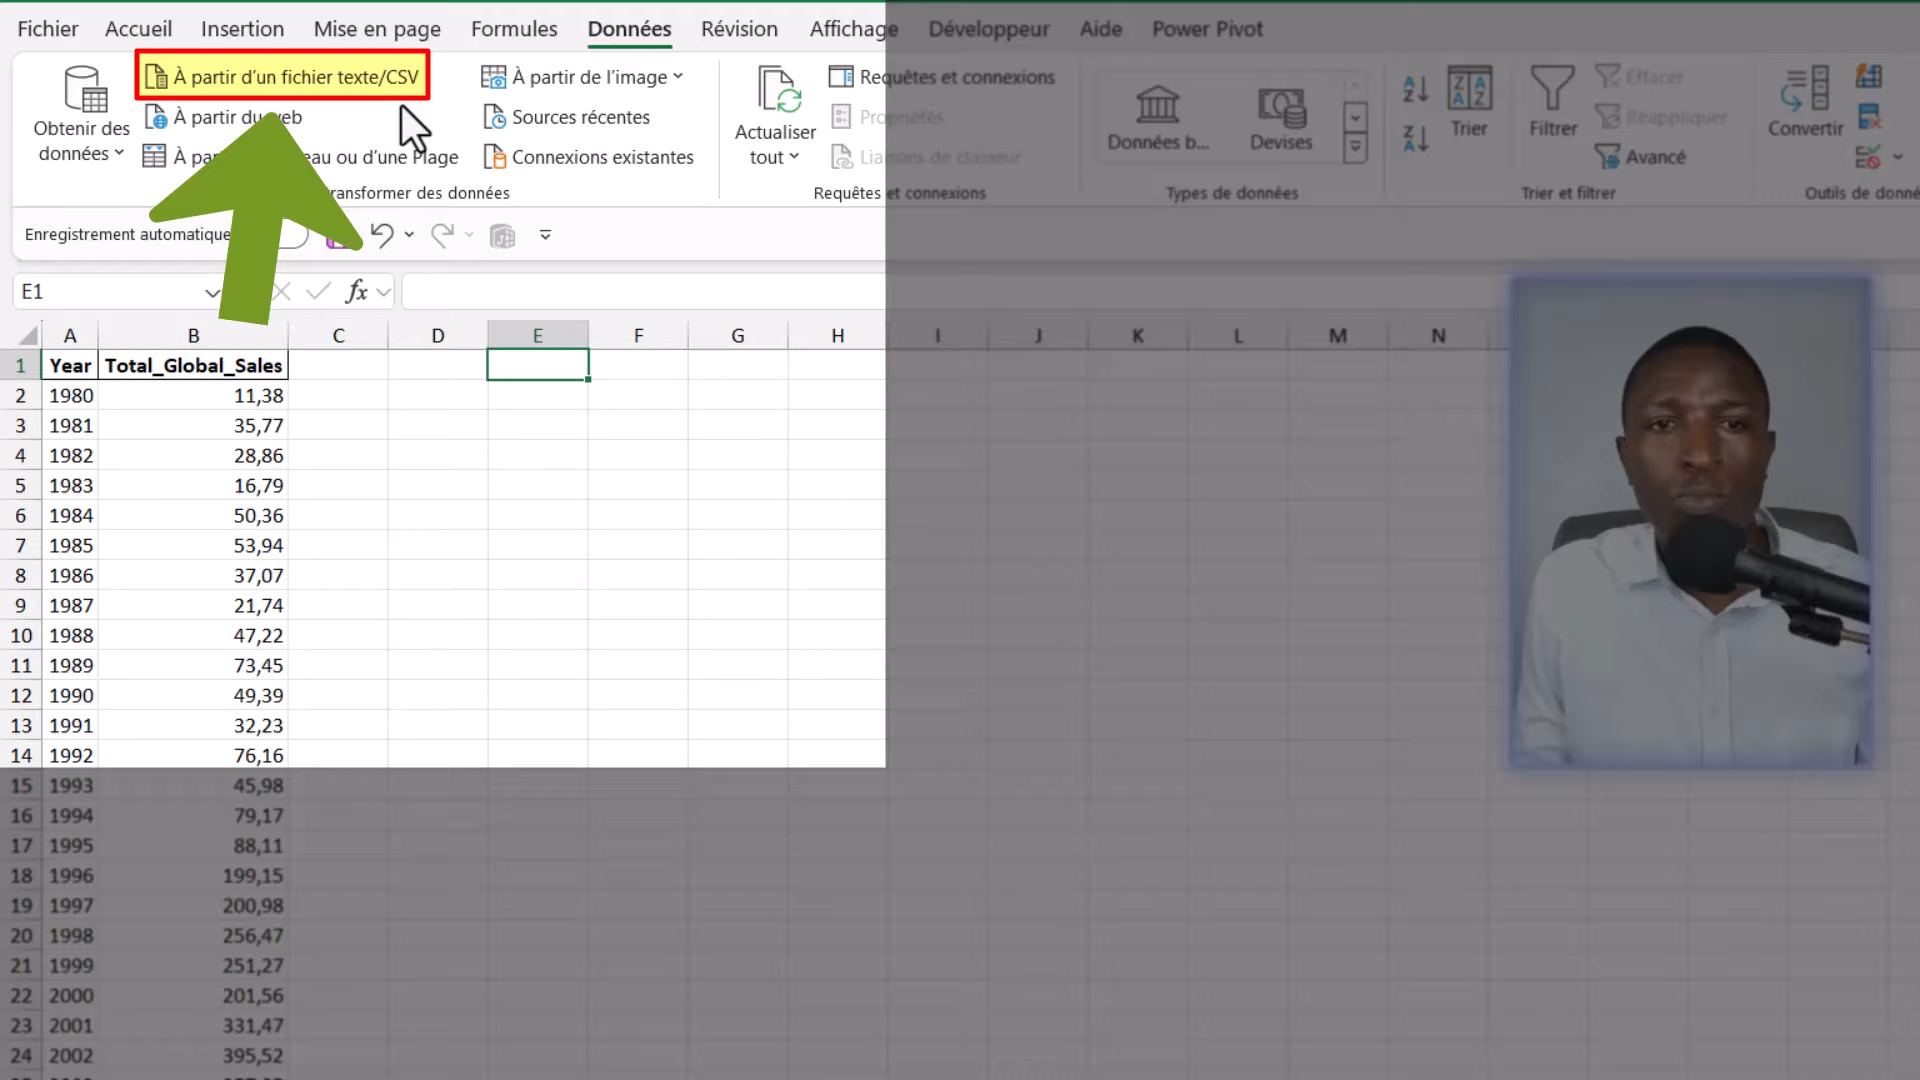 Fichier Accueil Insertion Mise en page Formules Données Révision Affichage Développeur Aide Power Pivot
À partir d'un fichier texte/CSV
À partir du web
À ou d'une Plage
Obtenir des
données
À partir de l'image
Sources récentes
Connexions existantes
Actualiser
tout
Requêtes et connexions
Propriétés
Liaisons de classeur
Données b...
Devises
Trier
Filtrer
Effacer
Réappliquer
Avancé
Convertir
des données
Requêtes et connexions
Types de données
Trier et filtrer
Outils de donné
Enregistrement automatique
E1
fx
A B C D E F G H I J K L M N
1 Year Total_Global_Sales
2 1980 11,38
3 1981 35,77
4 1982 28,86
5 1983 16,79
6 1984 50,36
7 1985 53,94
8 1986 37,07
9 1987 21,74
10 1988 47,22
11 1989 73,45
12 1990 49,39
13 1991 32,23
14 1992 76,16
15 1993 45,98
16 1994 79,17
17 1995 88,11
18 1996 199,15
19 1997 200,98
20 1998 256,47
21 1999 251,27
22 2000 201,56
23 2001 331,47
24 2002 395,52